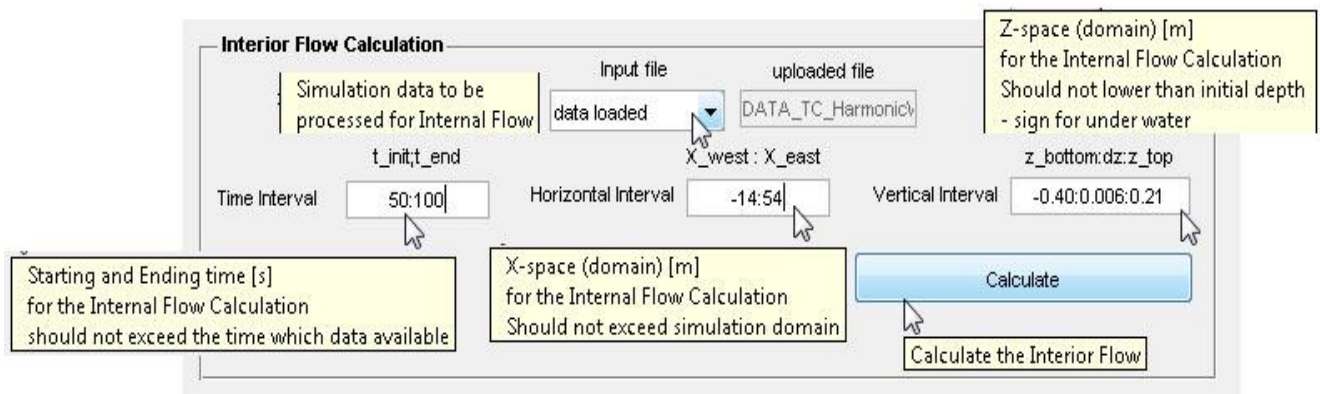 Interior Flow Calculation
Simulation data to be
processed for Internal Flow
Input file
data loaded
uploaded file
DATA_TC_Harmonic
Z-space (domain) [m]
for the Internal Flow Calculation
Should not lower than initial depth
- sign for under water
t_init;t_end
X_west : X_east
z_bottom:dz:z_top
Time Interval
50:100
Horizontal Interval
-14:54
Vertical Interval
-0.40:0.006:0.21
Starting and Ending time [s]
for the Internal Flow Calculation
should not exceed the time which data available
X-space (domain) [m]
for the Internal Flow Calculation
Should not exceed simulation domain
Calculate
Calculate the Interior Flow